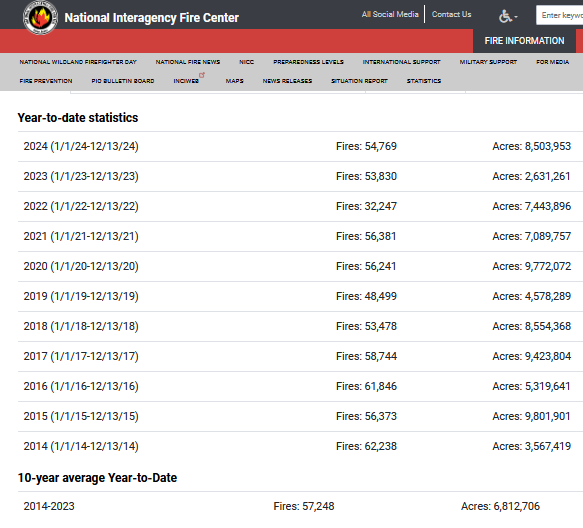 National Interagency Fire Center
All Social Media
Contact Us
Enter keywo
FIRE INFORMATION
NATIONAL WILDLAND FIREFIGHTER DAY NATIONAL FIRE NEWS NICC PREPAREDNESS LEVELS INTERNATIONAL SUPPORT MILITARY SUPPORT FOR MEDIA
FIRE PREVENTION PIO BULLETIN BOARD INCIWEB MAPS NEWS RELEASES SITUATION REPORT STATISTICS
Year-to-date statistics
2024 (1/1/24-12/13/24) Fires: 54,769 Acres: 8,503,953
2023 (1/1/23-12/13/23) Fires: 53,830 Acres: 2,631,261
2022 (1/1/22-12/13/22) Fires: 32,247 Acres: 7,443,896
2021 (1/1/21-12/13/21) Fires: 56,381 Acres: 7,089,757
2020 (1/1/20-12/13/20) Fires: 56,241 Acres: 9,772,072
2019 (1/1/19-12/13/19) Fires: 48,499 Acres: 4,578,289
2018 (1/1/18-12/13/18) Fires: 53,478 Acres: 8,554,368
2017 (1/1/17-12/13/17) Fires: 58,744 Acres: 9,423,804
2016 (1/1/16-12/13/16) Fires: 61,846 Acres: 5,319,641
2015 (1/1/15-12/13/15) Fires: 56,373 Acres: 9,801,901
2014 (1/1/14-12/13/14) Fires: 62,238 Acres: 3,567,419
10-year average Year-to-Date
2014-2023 Fires: 57,248 Acres: 6,812,706